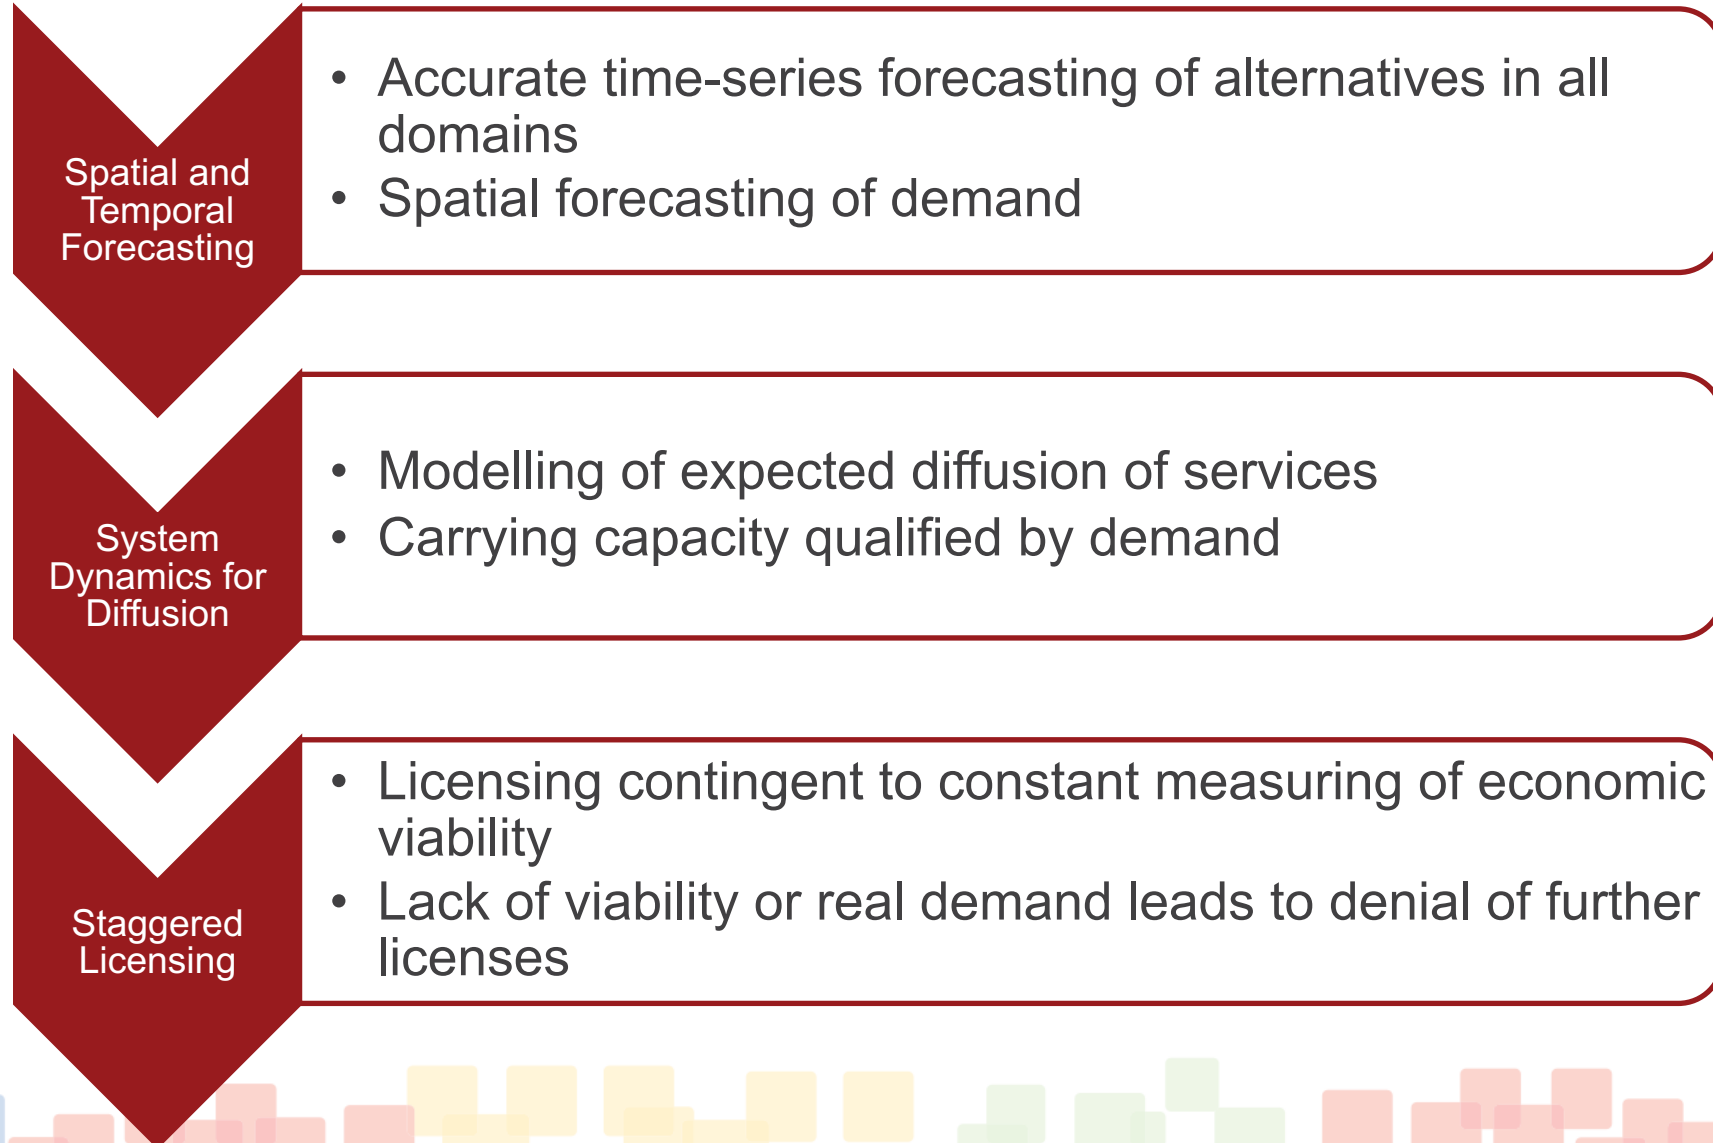 Spatial and
Temporal
Forecasting
• Accurate time-series forecasting of alternatives in all
domains
• Spatial forecasting of demand
System
Dynamics for
Diffusion
• Modelling of expected diffusion of services
• Carrying capacity qualified by demand
Staggered
Licensing
• Licensing contingent to constant measuring of economic
viability
• Lack of viability or real demand leads to denial of further
licenses